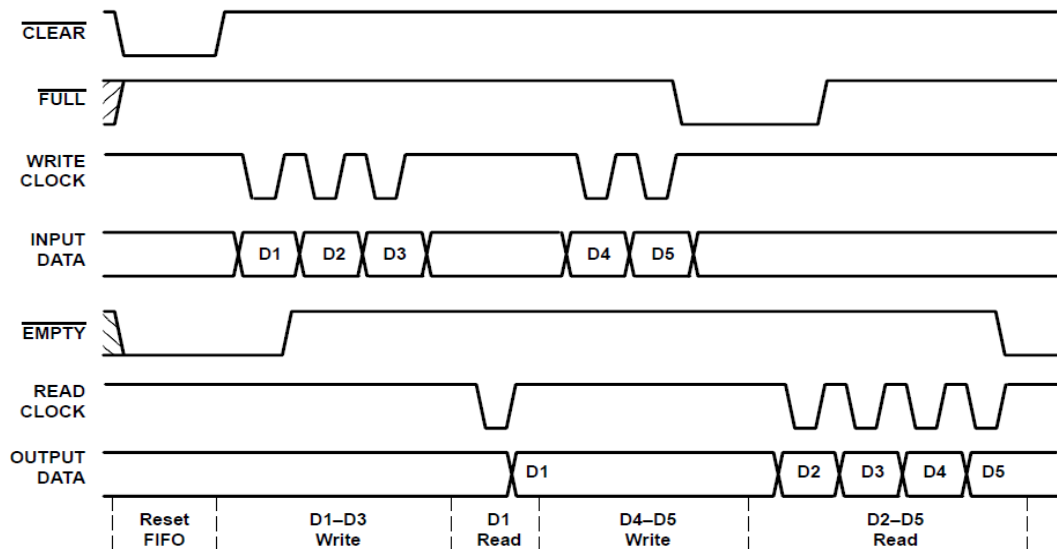 CLEAR
FULL
WRITE
CLOCK
INPUT
DATA
D1 D2 D3 D4 D5
EMPTY
READ
CLOCK
OUTPUT
DATA
D1 D2 D3 D4 D5
Reset
FIFO
D1–D3
Write
D1
Read
D4–D5
Write
D2–D5
Read